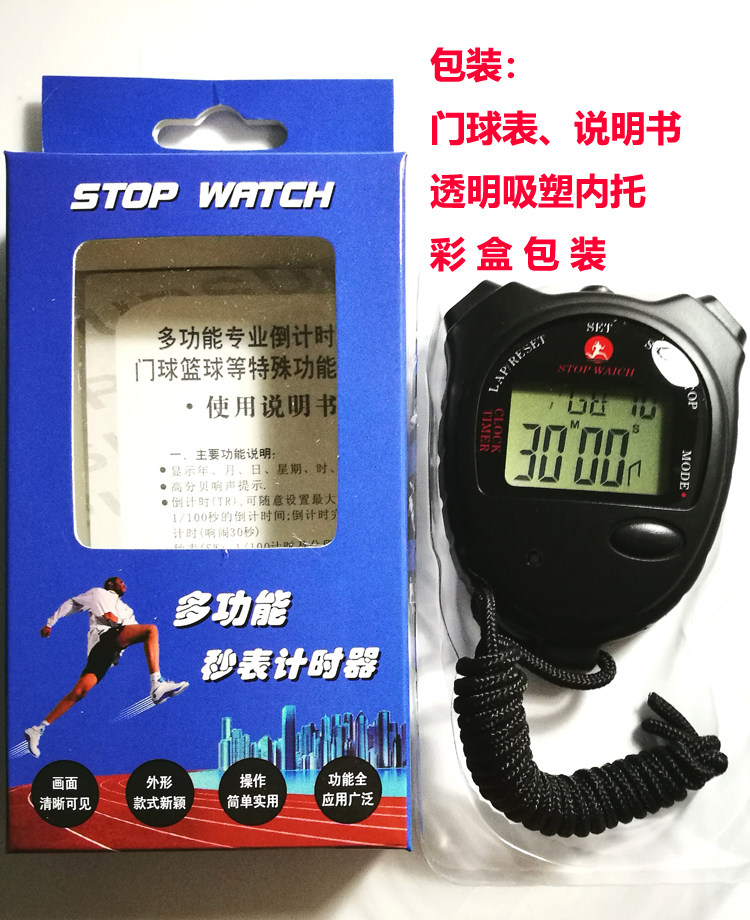 包装：
门球表、说明书
透明吸塑内托
彩盒包装
STOP WATCH
多功能专业倒计时
门球篮球等特殊功能
·使用说明书
一．主要功能说明:
●显示年、月、日、星期、时、
●高分贝响声提示.
●倒计时(TR),可随意设置最大
1/100秒的倒计时间;倒计时完
计时(响闹30秒)
多功能
秒表计时器
画面
清晰可见
外形
款式新颖
操作
简单实用
功能全
应用广泛
SET
LAP/RESET
STOP WATCH
CLOCK
TIMER
MODE
M
S
30 00